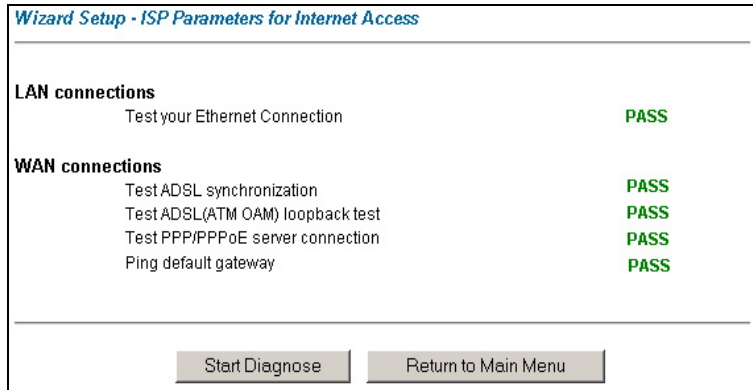 Wizard Setup - ISP Parameters for Internet Access
LAN connections
Test your Ethernet Connection PASS
WAN connections
Test ADSL synchronization PASS
Test ADSL(ATM OAM) loopback test PASS
Test PPP/PPPoE server connection PASS
Ping default gateway PASS
Start Diagnose Return to Main Menu